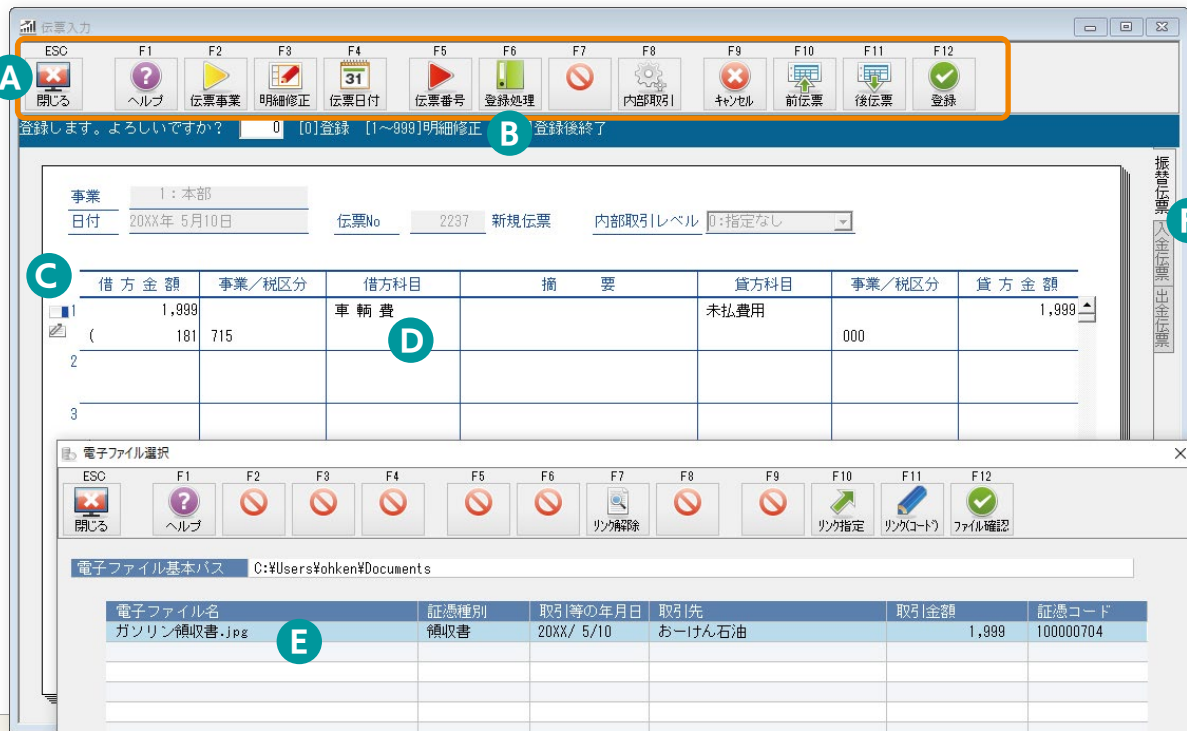 伝票入力
ESC F1 F2 F3 F4 F5 F6 F7 F8 F9 F10 F11 F12
閉じる ヘルプ 伝票事業 明細修正 伝票日付 伝票番号 登録処理 内部取引 キャンセル 前伝票 後伝票 登録
A
31
登録します。よろしいですか? 0 [0]登録 [1～999]明細修正 B ]登録後終了
事業 1:本部
日付 20XX年 5月10日 伝票No 2237 新規伝票 内部取引レベル 0:指定なし
振替伝票
入金伝票
出金伝票
C
借方金額 事業/税区分 借方科目 摘要 貸方科目 事業/税区分 貸方金額
1 1,999 車輌費 未払費用 1,999
( 181 715 D 000
2
3
電子ファイル選択
ESC F1 F2 F3 F4 F5 F6 F7 F8 F9 F10 F11 F12
閉じる ヘルプ リンク解除 リンク指定 リンク(コード) ファイル確認
電子ファイル基本パス C:¥Users¥ohken¥Documents
電子ファイル名 証憑種別 取引等の年月日 取引先 取引金額 証憑コード
ガソリン領収書.jpg 領収書 20XX/ 5/10 おーけん石油 1,999 100000704
E